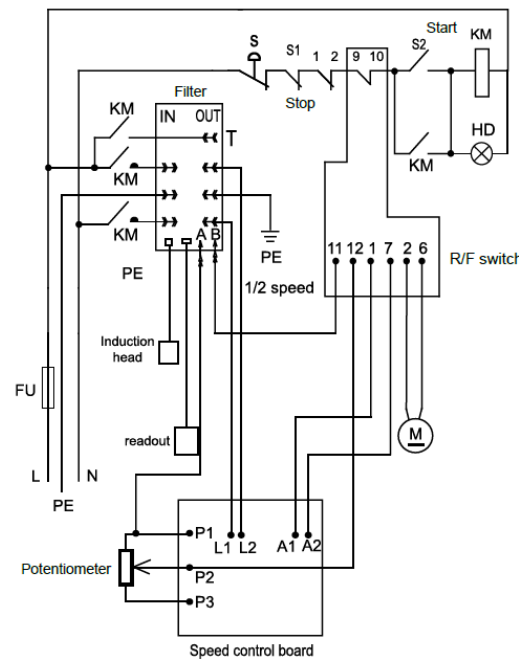 Start
S S1 1 2 9 10 S2 KM
Stop
Filter
KM IN OUT
T
HD
KM
KM
KM
A B
PE
PE
11 12 1 7 2 6
R/F switch
1/2 speed
Induction
head
FU
readout
M
L N
PE
P1
L1 L2 A1 A2
Potentiometer
P2
P3
Speed control board